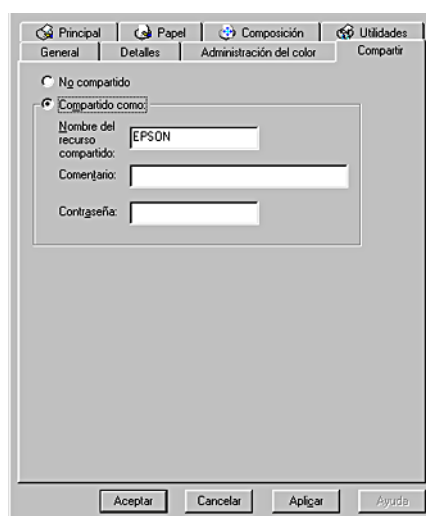 Principal Papel Composición Utilidades
General Detalles Administración del color Compartir
No compartido
Compartido como:
Nombre del
recurso
compartido:
EPSON
Comentario:
Contraseña:
Aceptar Cancelar Aplicar Ayuda